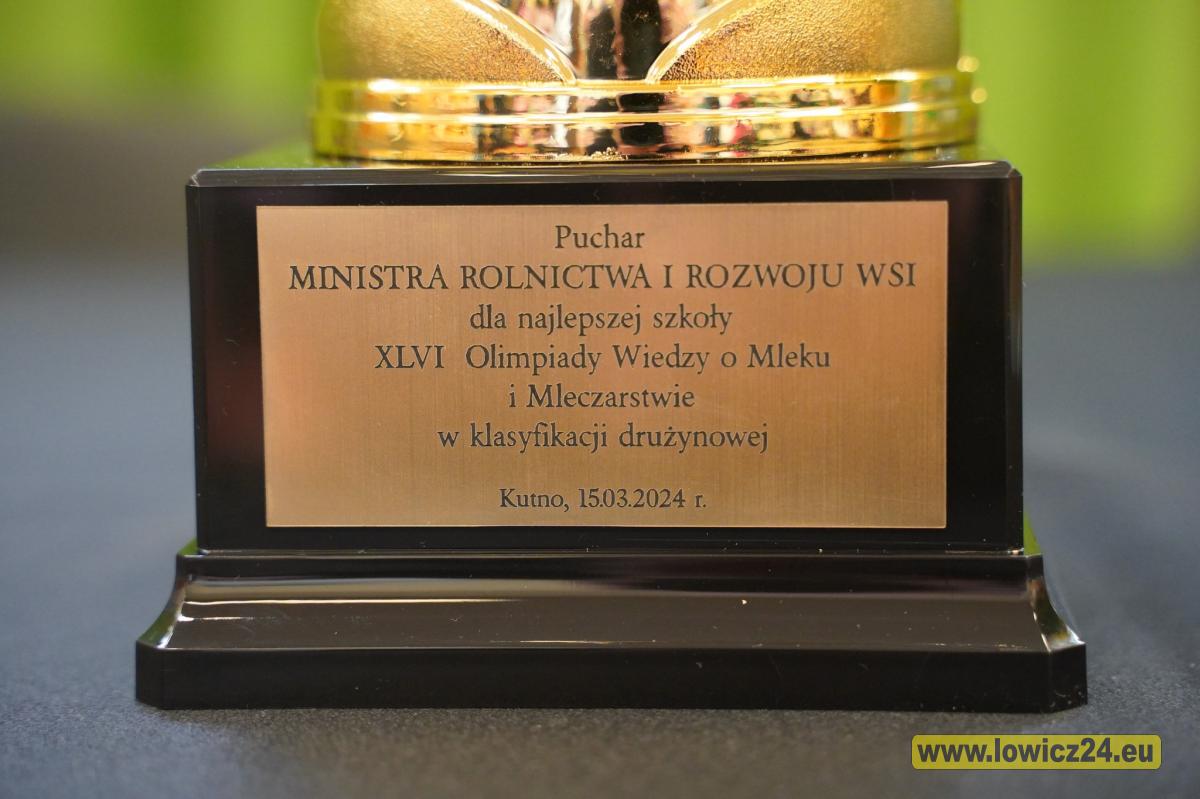 Puchar
MINISTRA ROLNICTWA I ROZWOJU WSI
dla najlepszej szkoły
XLVI Olimpiady Wiedzy o Mleku
i Mleczarstwie
w klasyfikacji drużynowej
Kutno, 15.03.2024 r.
www.lowicz24.eu